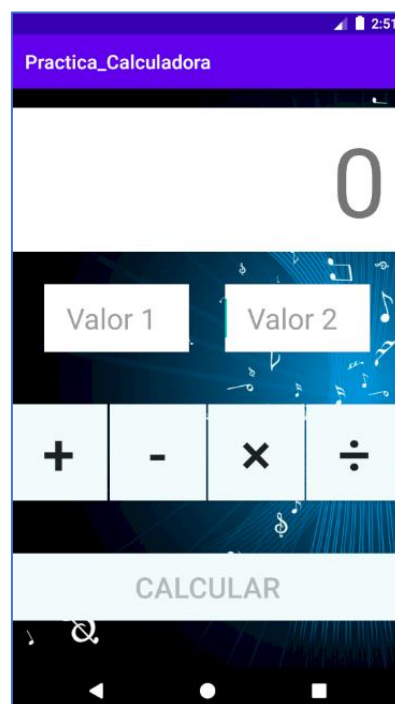 2:51
Practica_Calculadora
0
Valor 1 Valor 2
+ - × ÷
CALCULAR